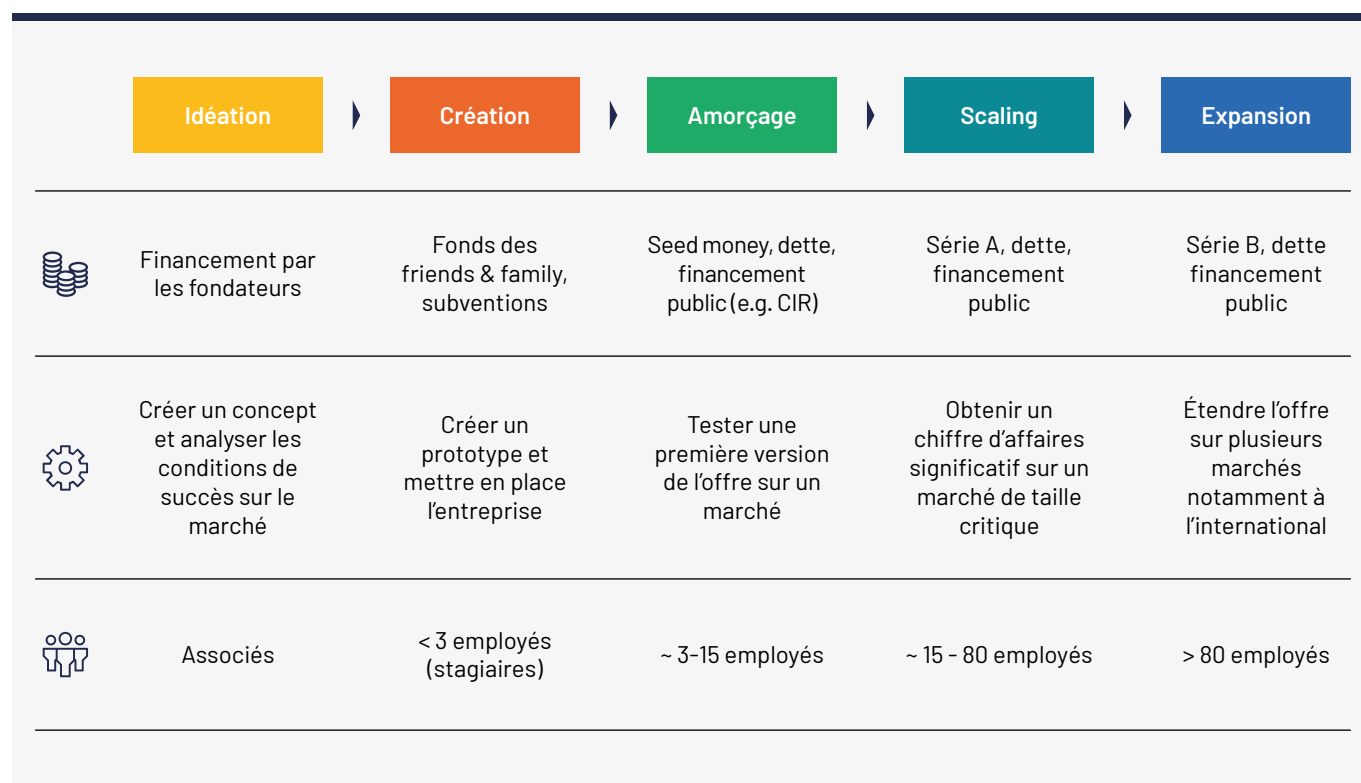 Idéation
Création
Amorçage
Scaling
Expansion
Financement par
les fondateurs
Fonds des
friends & family,
subventions
Seed money, dette,
financement
public (e.g. CIR)
Série A, dette,
financement
public
Série B, dette
financement
public
Créer un concept
et analyser les
conditions de
succès sur le
marché
Créer un
prototype et
mettre en place
l'entreprise
Tester une
première version
de l'offre sur un
marché
Obtenir un
chiffre d'affaires
significatif sur un
marché de taille
critique
Étendre l'offre
sur plusieurs
marchés
notamment à
l'international
Associés
< 3 employés
(stagiaires)
~ 3-15 employés
~ 15 - 80 employés
> 80 employés